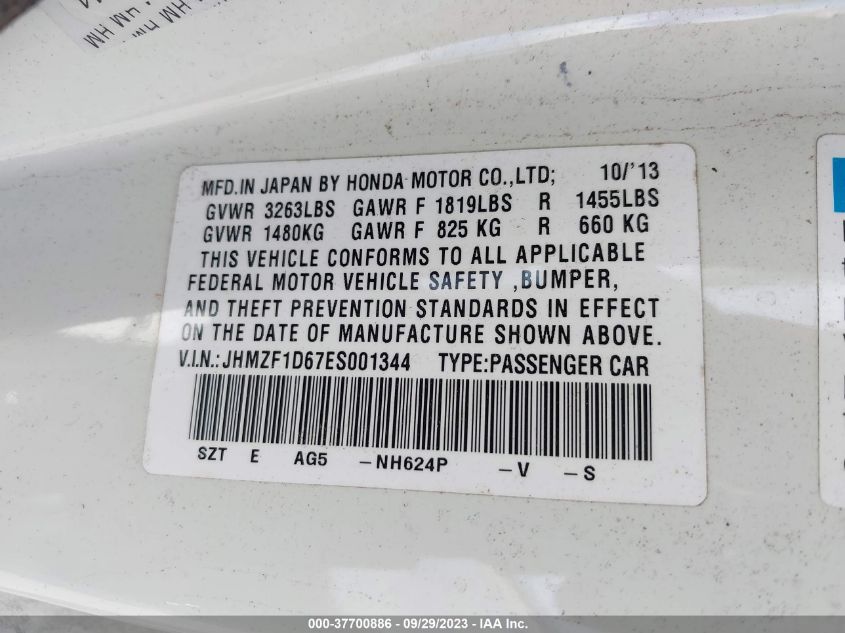 MFD.IN JAPAN BY HONDA MOTOR CO.,LTD; 10/'13
GVWR 3263LBS GAWR F 1819LBS R 1455LBS
GVWR 1480KG GAWR F 825 KG R 660 KG
THIS VEHICLE CONFORMS TO ALL APPLICABLE
FEDERAL MOTOR VEHICLE SAFETY ,BUMPER,
AND THEFT PREVENTION STANDARDS IN EFFECT
ON THE DATE OF MANUFACTURE SHOWN ABOVE.
V.I.N.:JHMZF1D67ES001344 TYPE:PASSENGER CAR
SZT E AG5 -NH624P -V -S
000-37700886 - 09/29/2023 - IAA Inc.